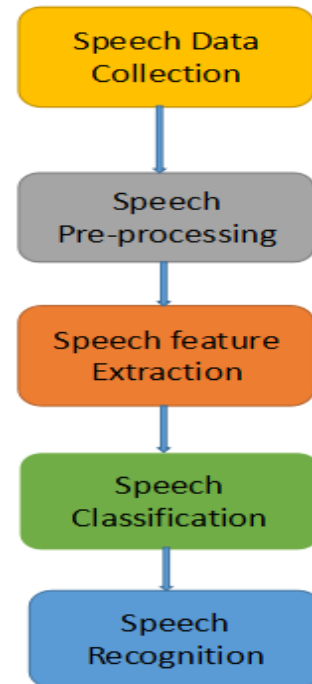 Speech Data
Collection
Speech
Pre-processing
Speech feature
Extraction
Speech
Classification
Speech
Recognition